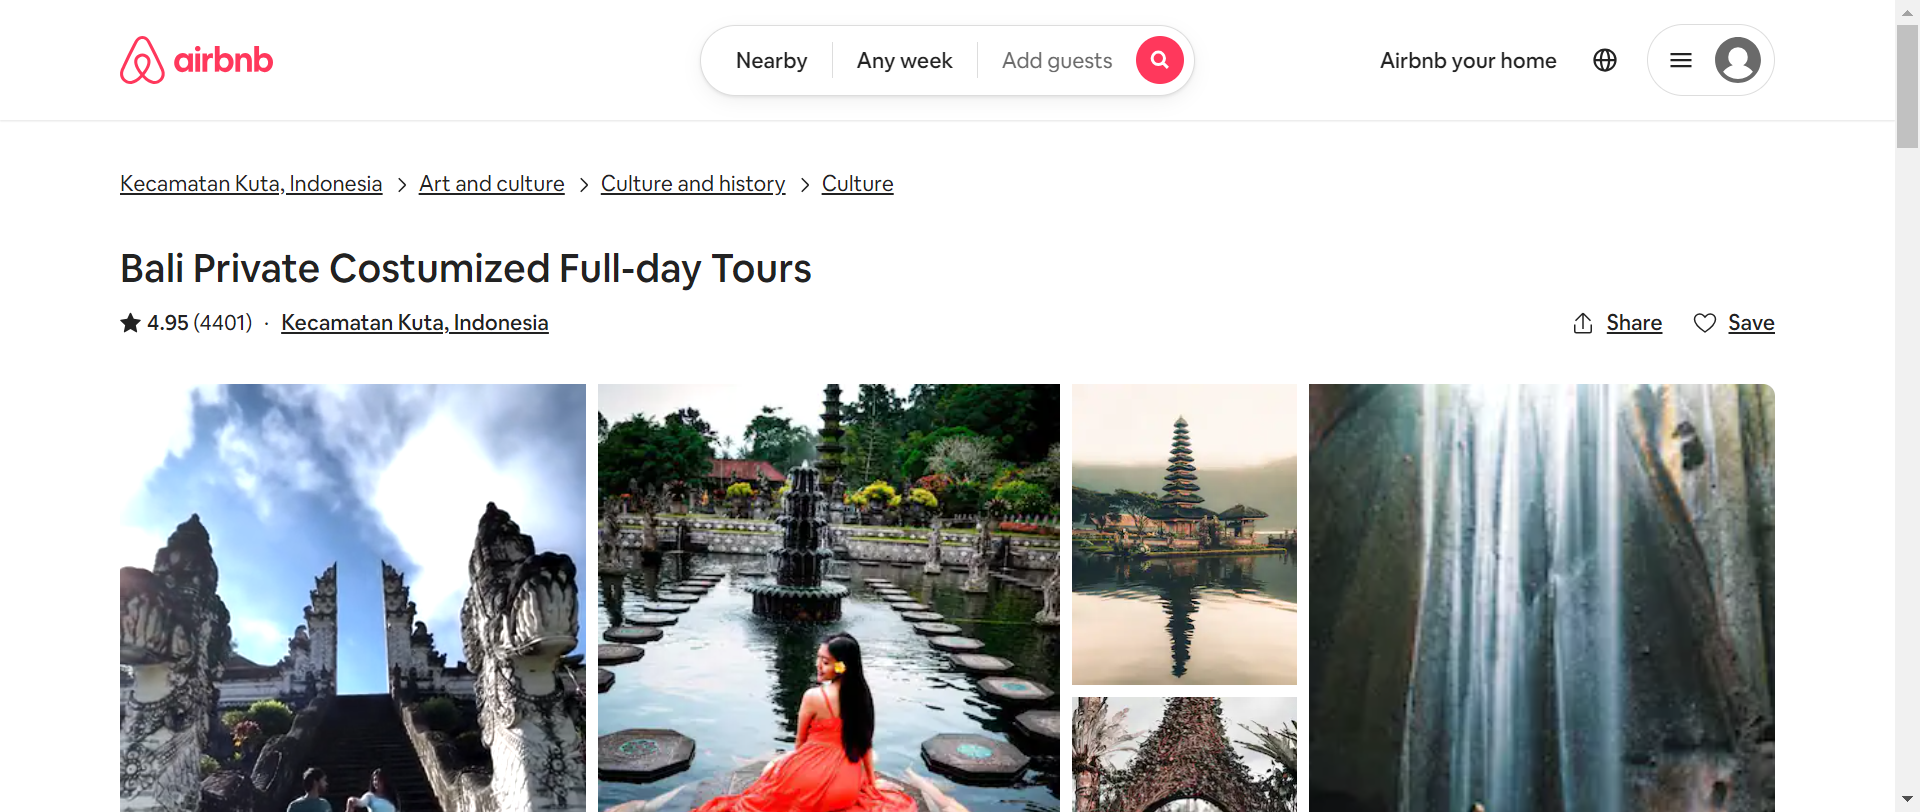 airbnb
Nearby
Any week
Add guests
Airbnb your home
Kecamatan Kuta, Indonesia > Art and culture > Culture and history > Culture
Bali Private Costumized Full-day Tours
4.95 (4401) · Kecamatan Kuta, Indonesia
Share
Save